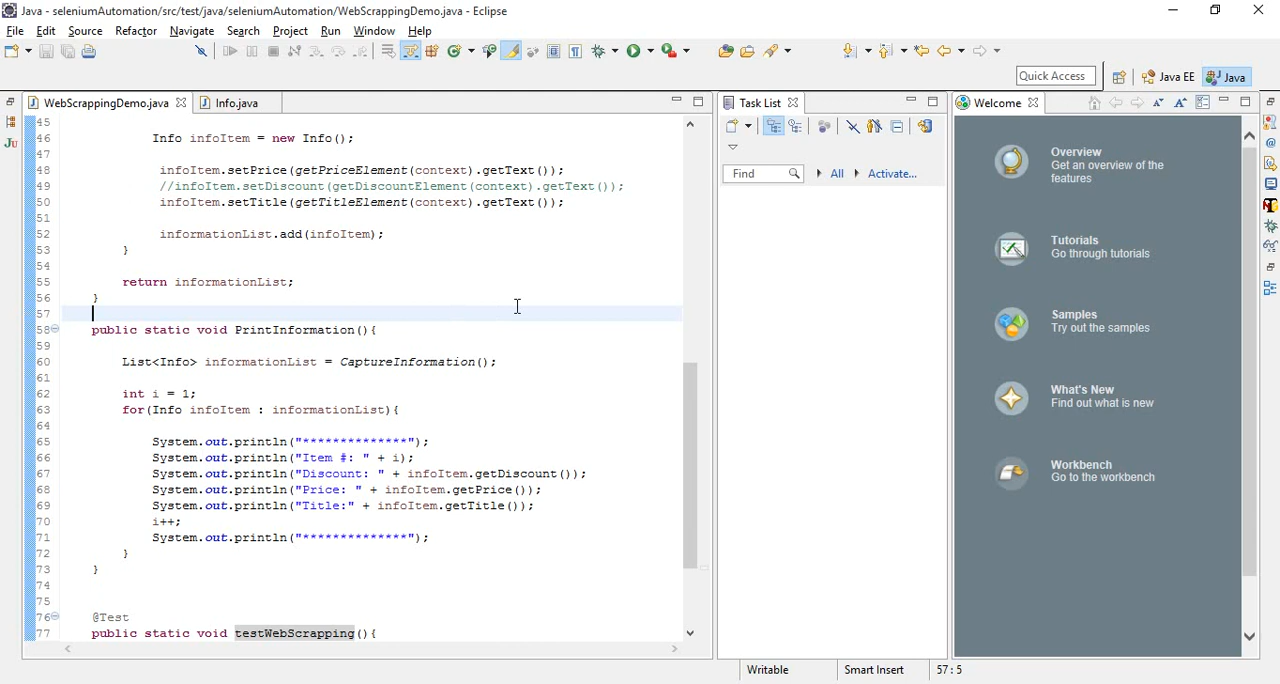 Java - seleniumAutomation/src/test/java/seleniumAutomation/WebScrappingDemo.java - Eclipse
File Edit Source Refactor Navigate Search Project Run Window Help
Quick Access Java EE Java
WebScrappingDemo.java Info.java
45
46 Info infoItem = new Info();
47
48 infoItem.setPrice(getPriceElement(context).getText());
49 //infoItem.setDiscount(getDiscountElement(context).getText());
50 infoItem.setTitle(getTitleElement(context).getText());
51
52 informationList.add(infoItem);
53 }
54
55 return informationList;
56 }
57
58 public static void PrintInformation(){
59
60 List<Info> informationList = CaptureInformation();
61
62 int i = 1;
63 for(Info infoItem : informationList){
64
65 System.out.println("**************");
66 System.out.println("Item #: " + i);
67 System.out.println("Discount: " + infoItem.getDiscount());
68 System.out.println("Price: " + infoItem.getPrice());
69 System.out.println("Title:" + infoItem.getTitle());
70 i++;
71 System.out.println("**************");
72 }
73 }
74
75
76 @Test
77 public static void testWebScrapping(){
Task List
Find All Activate...
Welcome
Overview
Get an overview of the
features
Tutorials
Go through tutorials
Samples
Try out the samples
What's New
Find out what is new
Workbench
Go to the workbench
Ju
Writable Smart Insert 57 : 5